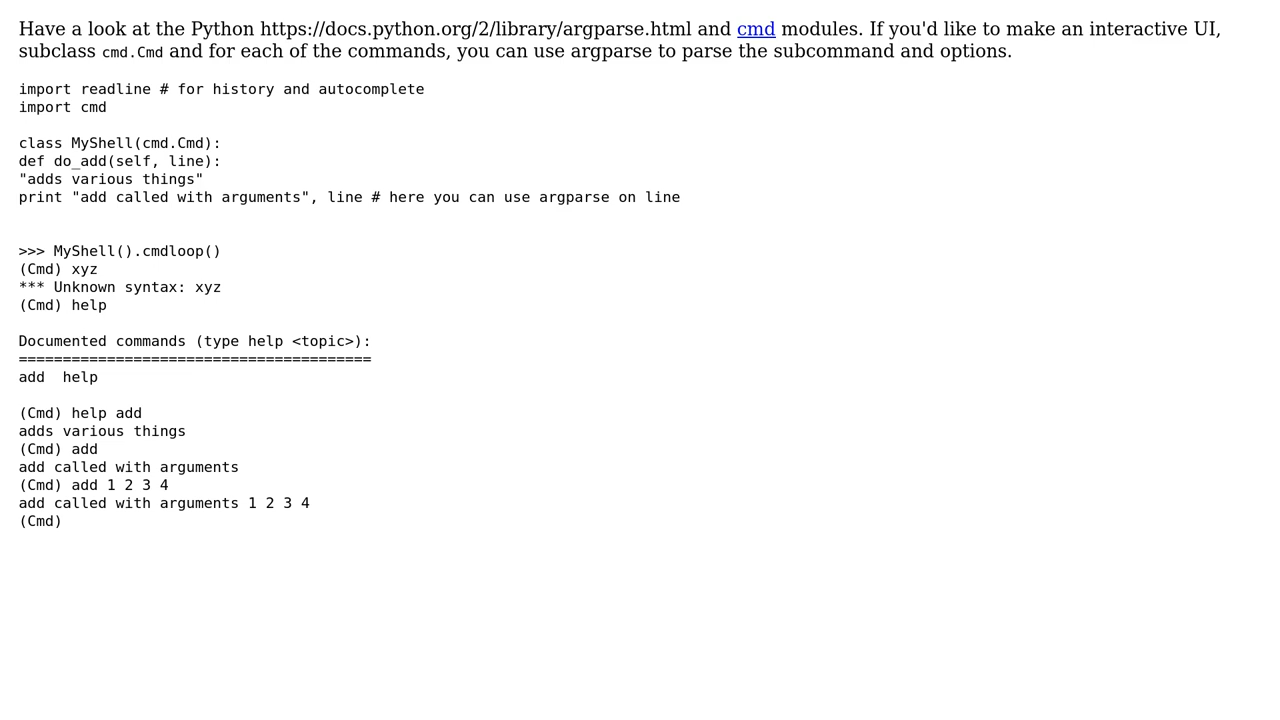 Have a look at the Python https://docs.python.org/2/library/argparse.html and cmd modules. If you'd like to make an interactive UI,
subclass cmd.Cmd and for each of the commands, you can use argparse to parse the subcommand and options.
import readline # for history and autocomplete
import cmd
class MyShell(cmd.Cmd):
def do_add(self, line):
"adds various things"
print "add called with arguments", line # here you can use argparse on line
>>> MyShell().cmdloop()
(Cmd) xyz
*** Unknown syntax: xyz
(Cmd) help
Documented commands (type help <topic>):
========================================
add  help
(Cmd) help add
adds various things
(Cmd) add
add called with arguments
(Cmd) add 1 2 3 4
add called with arguments 1 2 3 4
(Cmd)